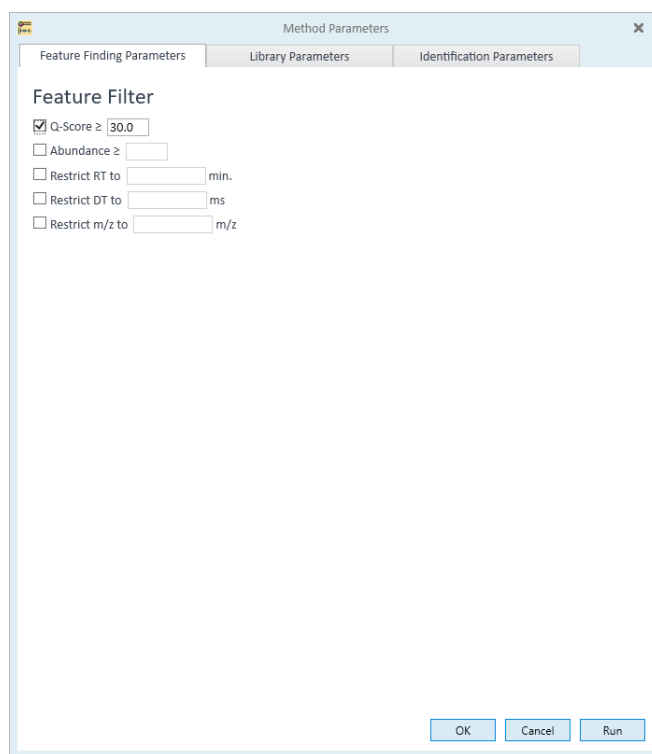 Method Parameters
Feature Finding Parameters
Library Parameters
Identification Parameters
Feature Filter
Q-Score ≥ 30.0
Abundance ≥
Restrict RT to min.
Restrict DT to ms
Restrict m/z to m/z
OK
Cancel
Run